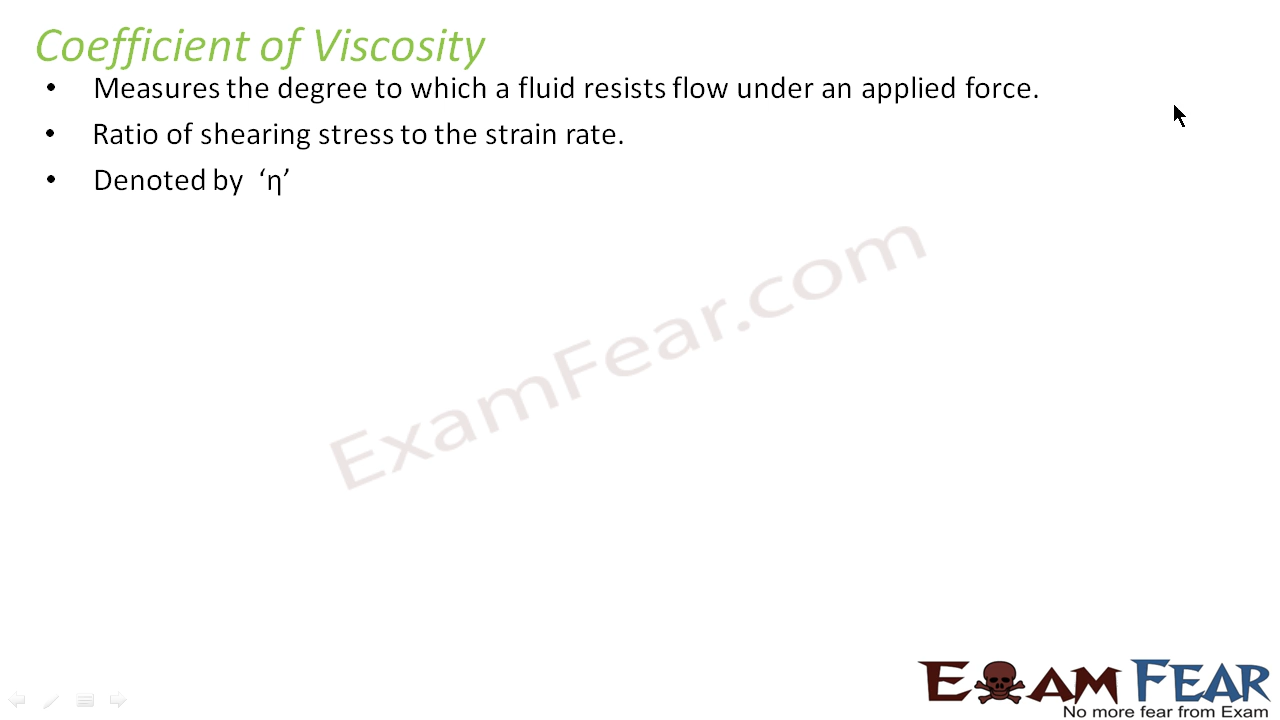 Coefficient of Viscosity
• Measures the degree to which a fluid resists flow under an applied force.
• Ratio of shearing stress to the strain rate.
• Denoted by ‘η’
ExamFear.com
EXAM FEAR
No more fear from Exam